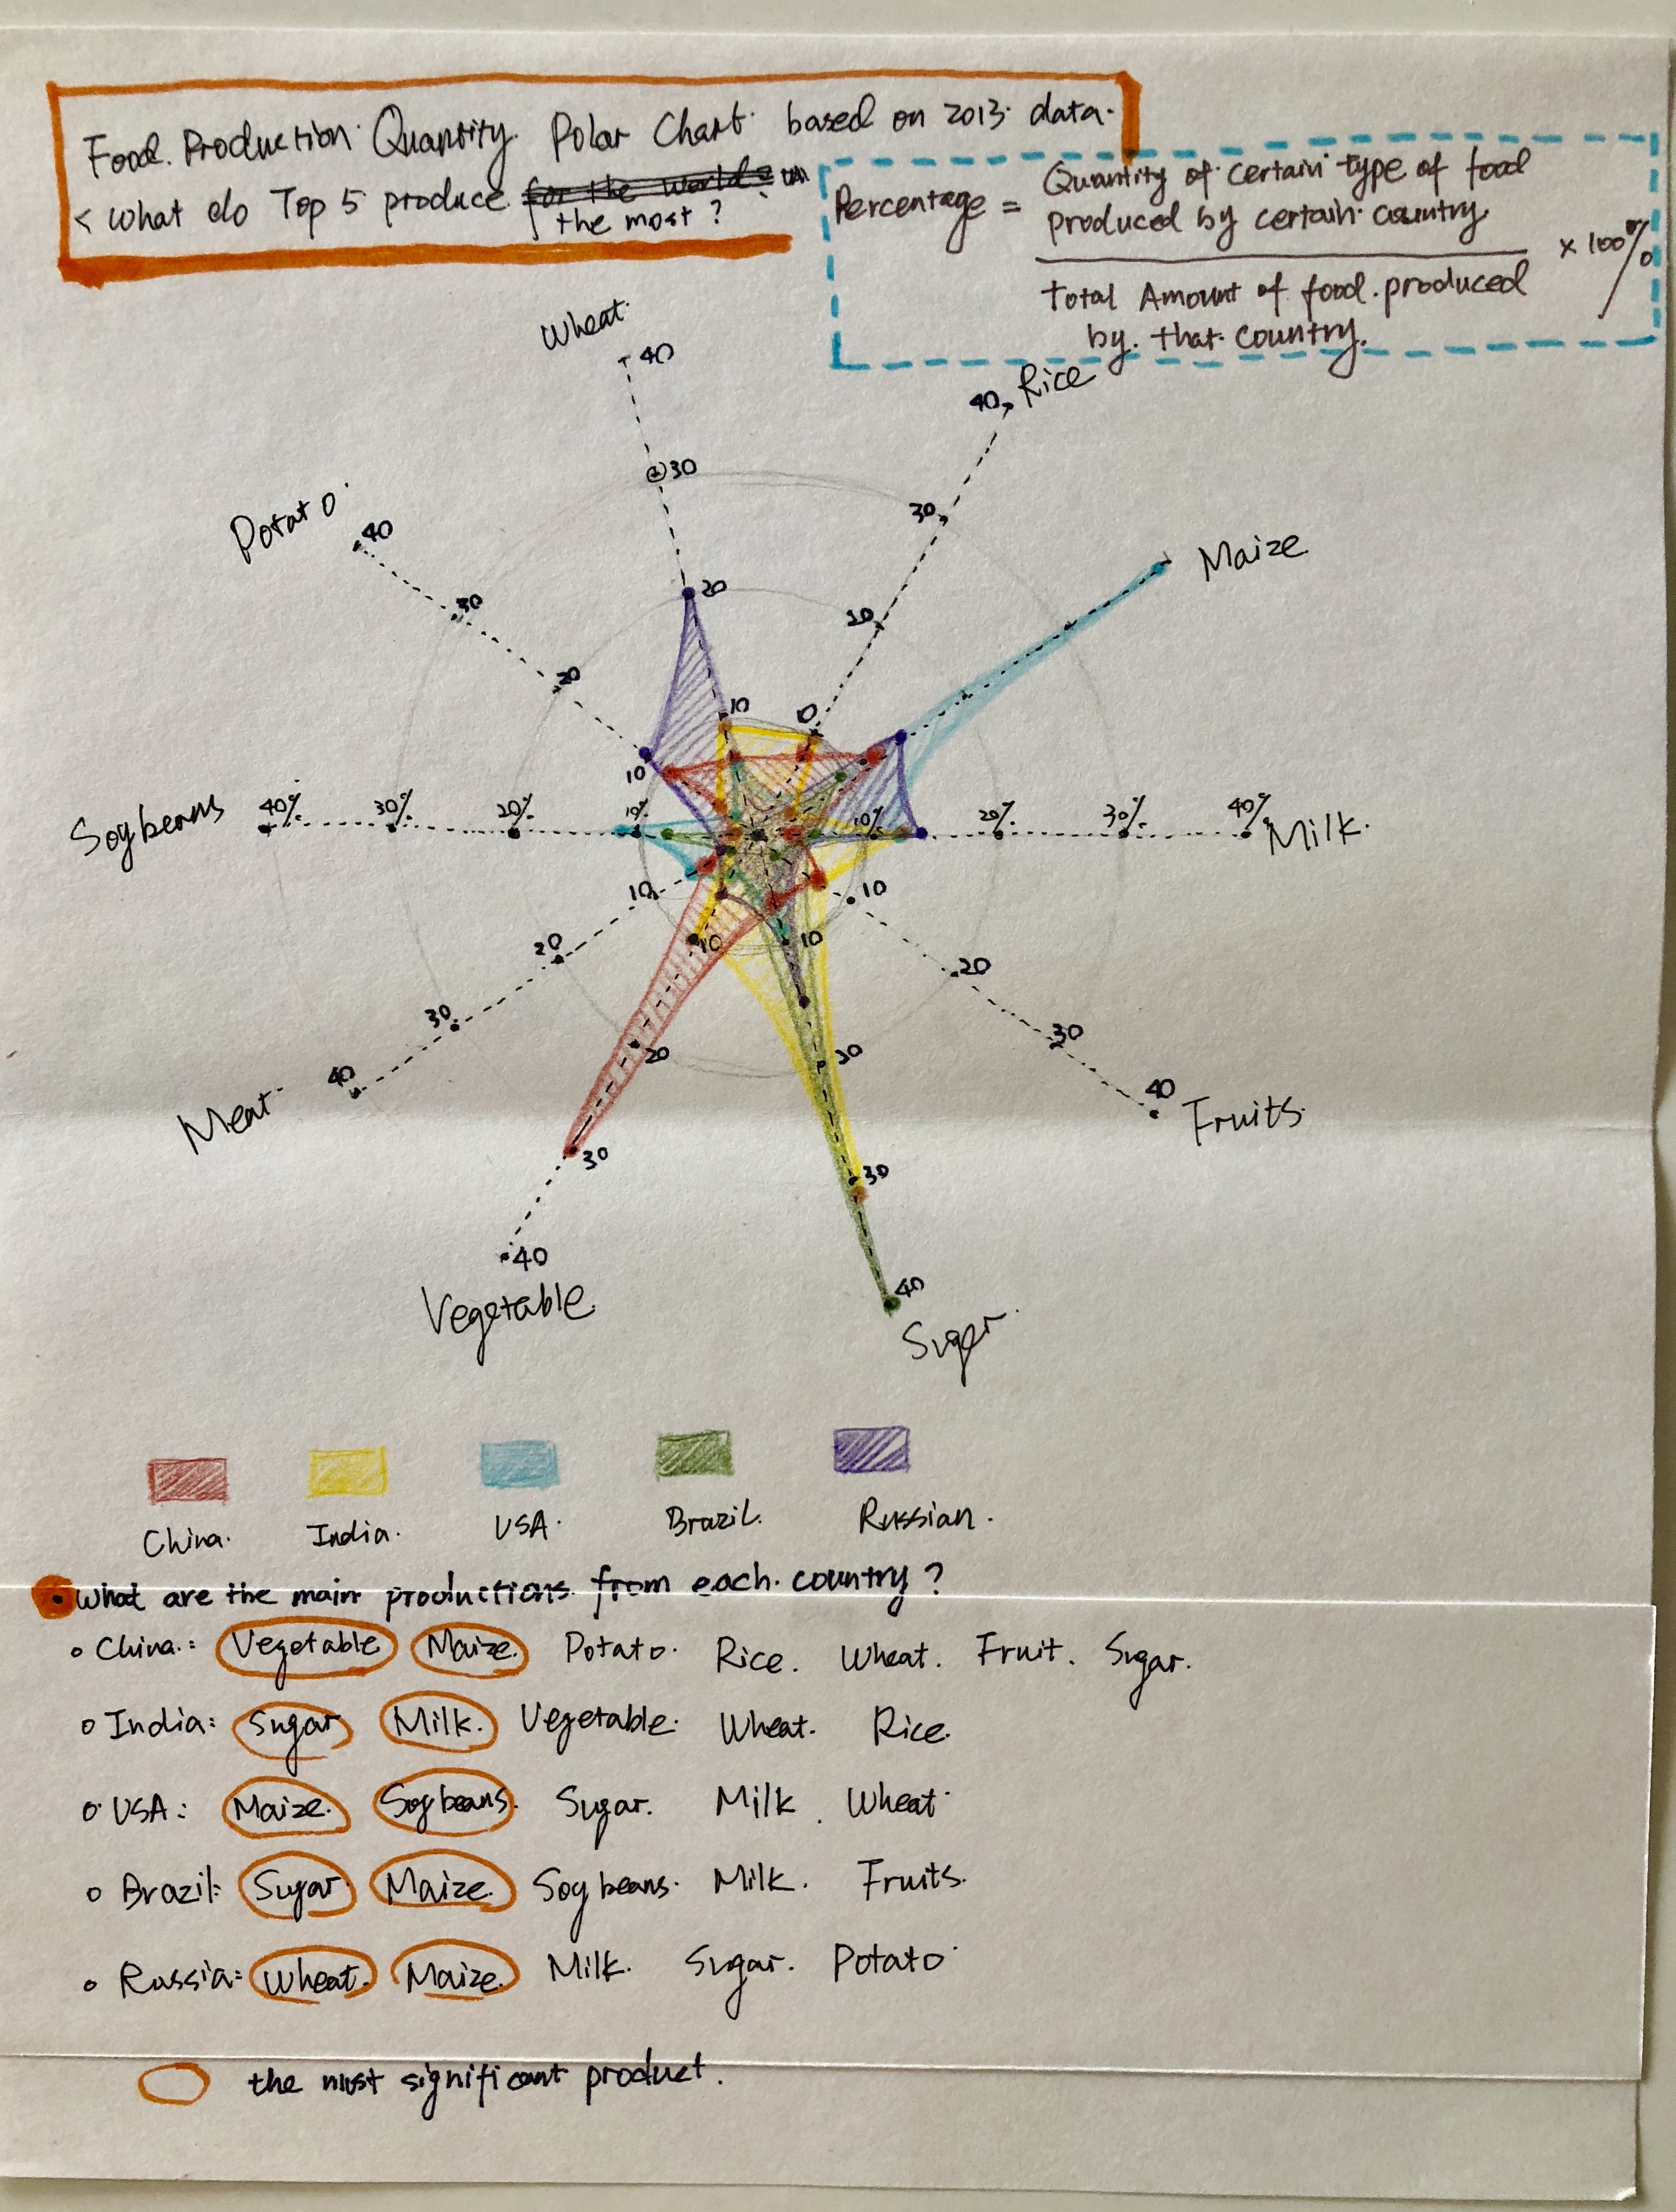 Food Production Quantity Polar Chart based on 2013 data.
< What do Top 5 produce for the world?
the most?
Percentage = Quantity of certain type of food
produced by certain country
× 100%
Total Amount of food produced
by that country.
Wheat
40
30
20
10
Rice
40
30
20
10
Maize
Potato
40
30
20
10
Soybeans 40% 30% 20% 10%
10% 20% 30% 40% Milk.
Meat
40
30
20
10
10
20
30
40
Fruits
10
20
30
40
Vegetable
10
20
30
40
Sugar
China. India. USA. Brazil. Russian.
What are the main productions from each country?
China: Vegetable Maize. Potato. Rice. Wheat. Fruit. Sugar.
India: Sugar Milk. Vegetable. Wheat. Rice.
USA: Maize. Soybeans. Sugar. Milk. Wheat
Brazil: Sugar Maize. Soybeans. Milk. Fruits.
Russia: Wheat. Maize. Milk. Sugar. Potato
the most significant product.